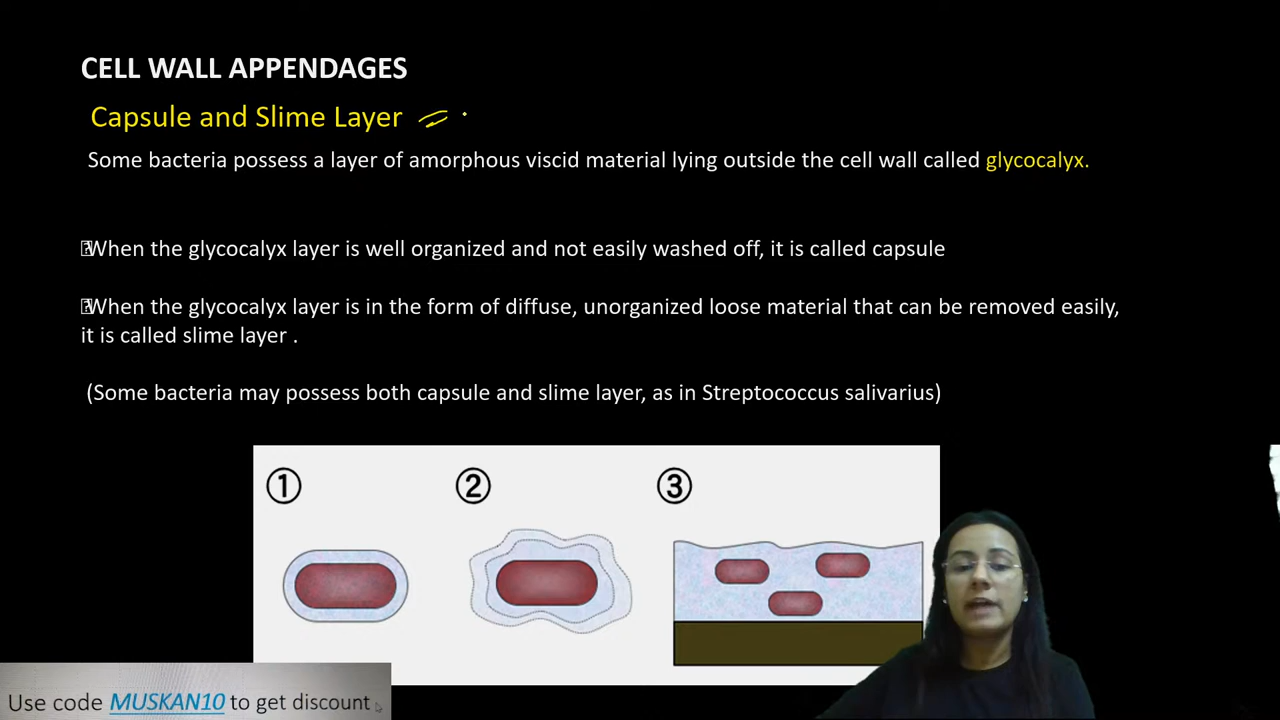 CELL WALL APPENDAGES
Capsule and Slime Layer
Some bacteria possess a layer of amorphous viscid material lying outside the cell wall called glycocalyx.
When the glycocalyx layer is well organized and not easily washed off, it is called capsule
When the glycocalyx layer is in the form of diffuse, unorganized loose material that can be removed easily,
it is called slime layer .
(Some bacteria may possess both capsule and slime layer, as in Streptococcus salivarius)
① ② ③
Use code MUSKAN10 to get discount